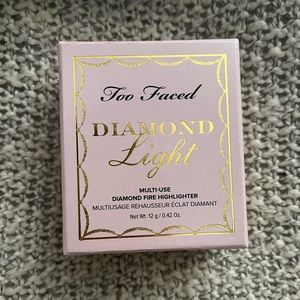 Too Faced
DIAMOND
Light
MULTI-USE
DIAMOND FIRE HIGHLIGHTER
MULTIUSAGE REHAUSSEUR ÉCLAT DIAMANT
Net Wt. 12 g / 0.42 Oz.